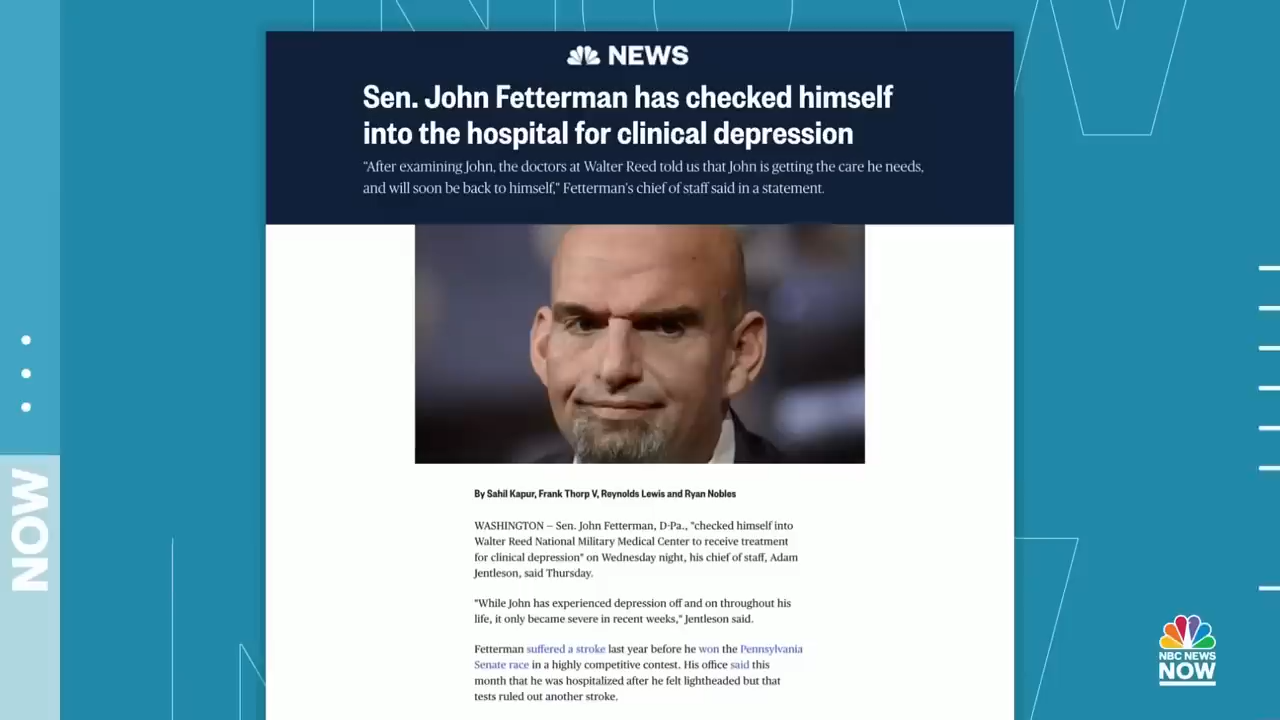 NEWS
Sen. John Fetterman has checked himself
into the hospital for clinical depression
"After examining John, the doctors at Walter Reed told us that John is getting the care he needs,
and will soon be back to himself," Fetterman's chief of staff said in a statement.
By Sahil Kapur, Frank Thorp V, Reynolds Lewis and Ryan Nobles
WASHINGTON — Sen. John Fetterman, D-Pa., "checked himself into
Walter Reed National Military Medical Center to receive treatment
for clinical depression" on Wednesday night, his chief of staff, Adam
Jentleson, said Thursday.
"While John has experienced depression off and on throughout his
life, it only became severe in recent weeks," Jentleson said.
Fetterman suffered a stroke last year before he won the Pennsylvania
Senate race in a highly competitive contest. His office said this
month that he was hospitalized after he felt lightheaded but that
tests ruled out another stroke.
NOW
NBC NEWS
NOW